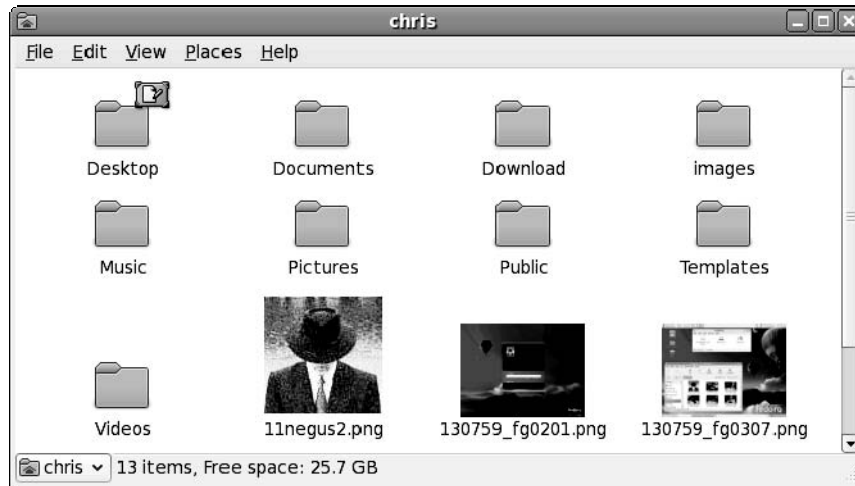 chris
File Edit View Places Help
Desktop Documents Download images
Music Pictures Public Templates
Videos 11negus2.png 130759_fg0201.png 130759_fg0307.png
chris 13 items, Free space: 25.7 GB